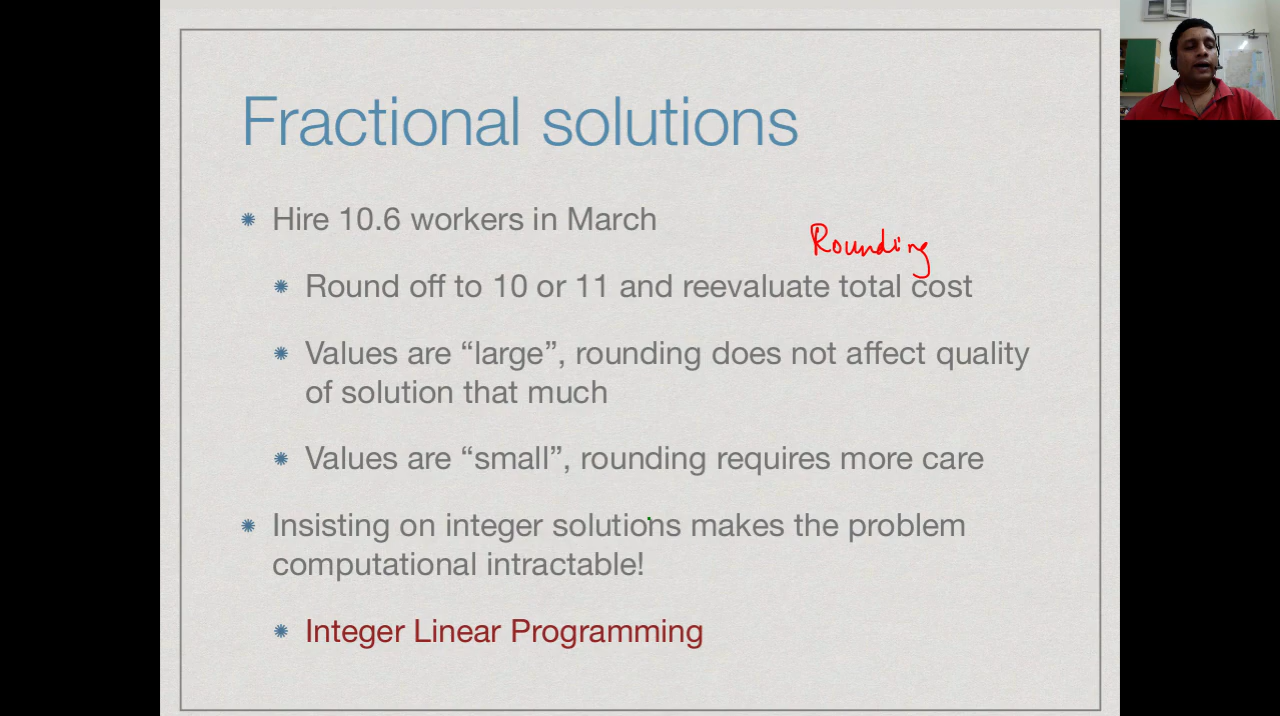 Fractional solutions
Hire 10.6 workers in March
Rounding
Round off to 10 or 11 and reevaluate total cost
Values are “large”, rounding does not affect quality
of solution that much
Values are “small”, rounding requires more care
Insisting on integer solutions makes the problem
computational intractable!
Integer Linear Programming